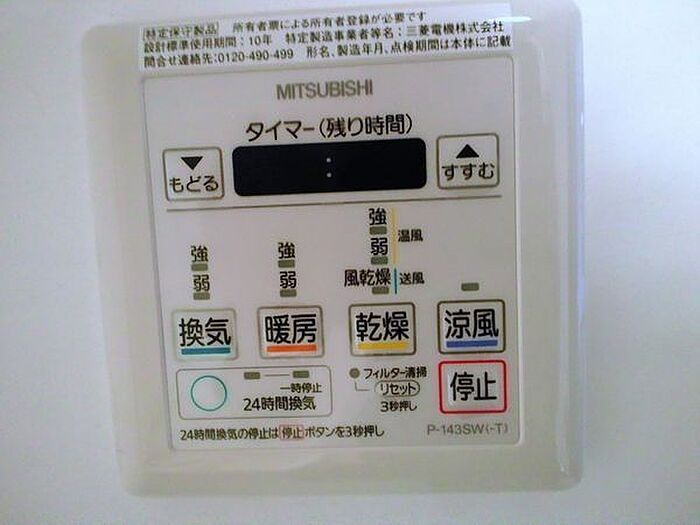 特定保守製品 所有者票による所有者登録が必要です
設計標準使用期間：10年 特定製造事業者等名：三菱電機株式会社
問合せ連絡先：0120-490-499 形名、製造年月、点検期間は本体に記載
MITSUBISHI
タイマー(残り時間)
▼ : ▲
もどる すすむ
強
強 強 弱 温風
弱 弱 風乾燥 送風
換気 暖房 乾燥 涼風
一時停止 フィルター清掃 停止
24時間換気 リセット
3秒押し
24時間換気の停止は停止ボタンを3秒押し P-143SW(-T)